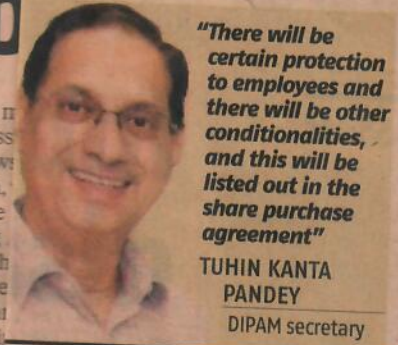 "There will be
certain protection
to employees and
there will be other
conditionalities,
and this will be
listed out in the
share purchase
agreement"
TUHIN KANTA
PANDEY
DIPAM secretary